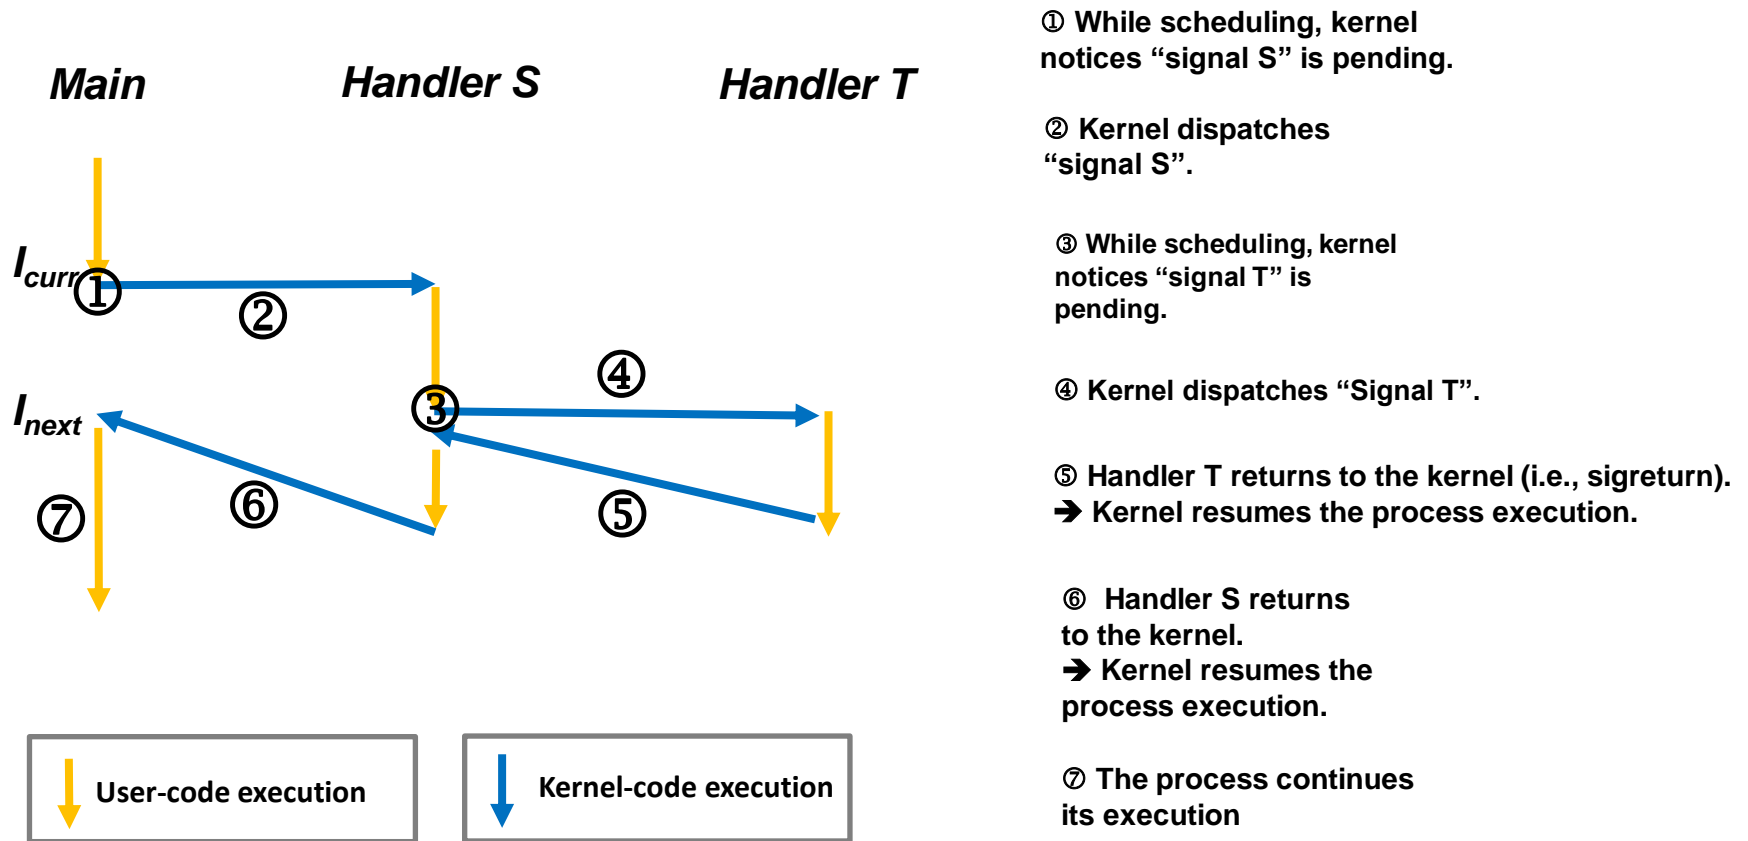 Main
Handler S
Handler T
I_curr
①
②
③
④
I_next
⑤
⑥
⑦
User-code execution
Kernel-code execution
① While scheduling, kernel
notices “signal S” is pending.
② Kernel dispatches
“signal S”.
③ While scheduling, kernel
notices “signal T” is
pending.
④ Kernel dispatches “Signal T”.
⑤ Handler T returns to the kernel (i.e., sigreturn).
➔ Kernel resumes the process execution.
⑥ Handler S returns
to the kernel.
➔ Kernel resumes the
process execution.
⑦ The process continues
its execution